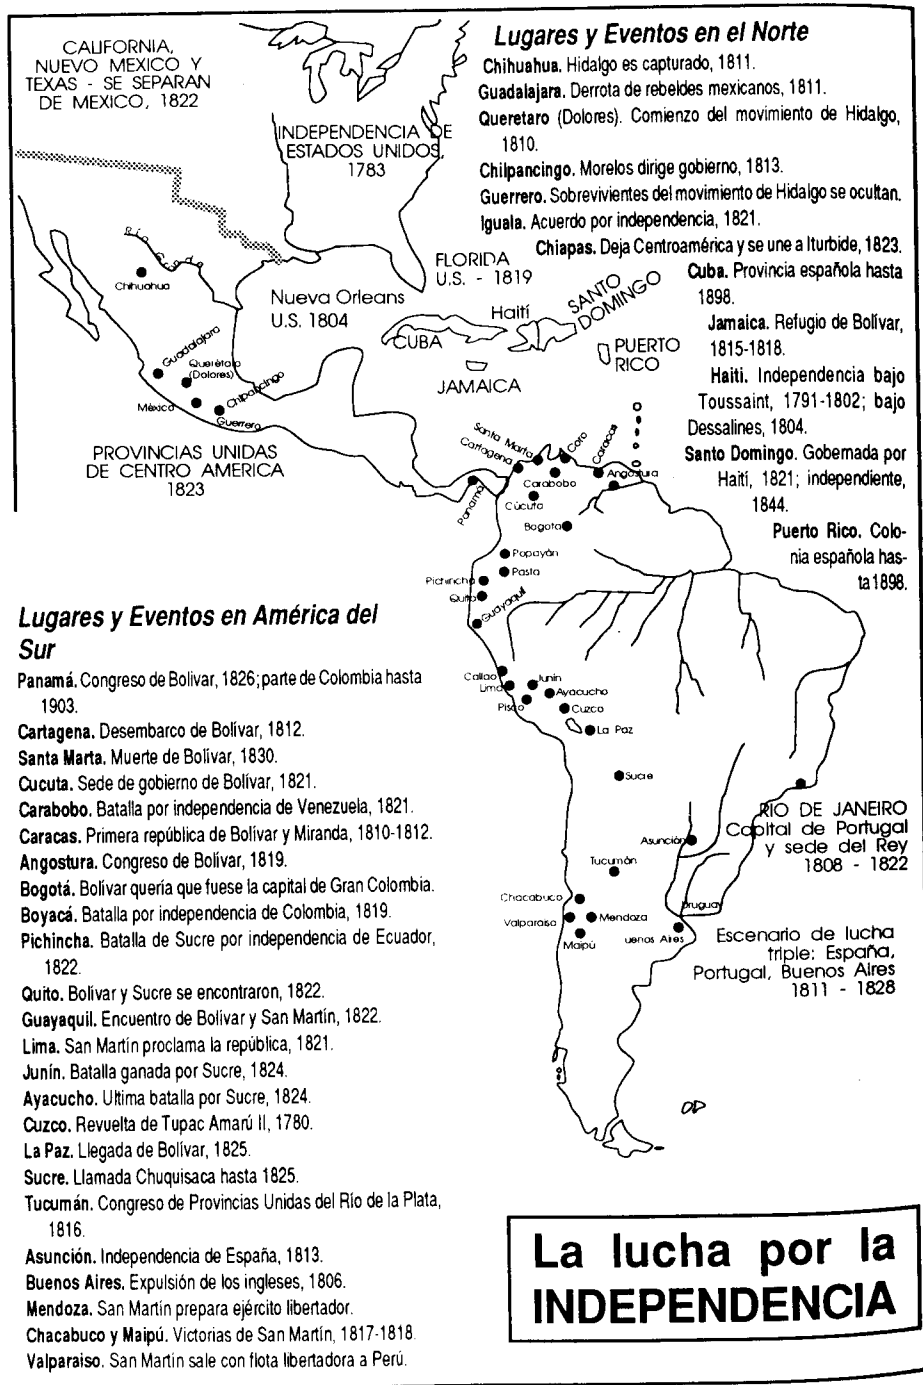 CALIFORNIA,
NUEVO MEXICO Y
TEXAS - SE SEPARAN
DE MEXICO, 1822
INDEPENDENCIA DE
ESTADOS UNIDOS,
1783
Lugares y Eventos en el Norte
Chihuahua. Hidalgo es capturado, 1811.
Guadalajara. Derrota de rebeldes mexicanos, 1811.
Queretaro (Dolores). Comienzo del movimiento de Hidalgo,
1810.
Chilpancingo. Morelos dirige gobierno, 1813.
Guerrero. Sobrevivientes del movimiento de Hidalgo se ocultan.
Iguala. Acuerdo por independencia, 1821.
Chiapas. Deja Centroamérica y se une a Iturbide, 1823.
Cuba. Provincia española hasta
1898.
Jamaica. Refugio de Bolívar,
1815-1818.
Haiti. Independencia bajo
Toussaint, 1791-1802; bajo
Dessalines, 1804.
Santo Domingo. Gobernada por
Haití, 1821; independiente,
1844.
Puerto Rico. Colo-
nia española has-
ta 1898.
FLORIDA
U.S. - 1819
Nueva Orleans
U.S. 1804
Haití
SANTO
DOMINGO
CUBA
PUERTO
RICO
JAMAICA
Chihuahua
Guadalajara
Querétaro
(Dolores)
México
Chilpancingo
Guerrero
PROVINCIAS UNIDAS
DE CENTRO AMERICA
1823
Santa Marta
Cartagena
Coro
Caracas
Carabobo
Angostura
Panamá
Cúcuta
Bogota
Popayán
Pasto
Pichincha
Quito
Guayaquil
Callao
Lima
Junín
Pisco
Ayacucho
Cuzco
La Paz
Sucre
Asunción
Tucumán
RIO DE JANEIRO
Capital de Portugal
y sede del Rey
1808 - 1822
Chacabuco
Valparaiso
Mendoza
Maipú
uenos Aires
Uruguay
Escenario de lucha
triple: España,
Portugal, Buenos Aires
1811 - 1828
Lugares y Eventos en América del
Sur
Panamá. Congreso de Bolivar, 1826; parte de Colombia hasta
1903.
Cartagena. Desembarco de Bolívar, 1812.
Santa Marta. Muerte de Bolívar, 1830.
Cucuta. Sede de gobierno de Bolívar, 1821.
Carabobo. Batalla por independencia de Venezuela, 1821.
Caracas. Primera república de Bolívar y Miranda, 1810-1812.
Angostura. Congreso de Bolívar, 1819.
Bogotá. Bolívar quería que fuese la capital de Gran Colombia.
Boyacá. Batalla por independencia de Colombia, 1819.
Pichincha. Batalla de Sucre por independencia de Ecuador,
1822.
Quito. Bolivar y Sucre se encontraron, 1822.
Guayaquil. Encuentro de Bolívar y San Martín, 1822.
Lima. San Martín proclama la república, 1821.
Junín. Batalla ganada por Sucre, 1824.
Ayacucho. Ultima batalla por Sucre, 1824.
Cuzco. Revuelta de Tupac Amarú II, 1780.
La Paz. Llegada de Bolívar, 1825.
Sucre. Llamada Chuquisaca hasta 1825.
Tucumán. Congreso de Provincias Unidas del Río de la Plata,
1816.
Asunción. Independencia de España, 1813.
Buenos Aires. Expulsión de los ingleses, 1806.
Mendoza. San Martín prepara ejército libertador.
Chacabuco y Maipú. Victorias de San Martín, 1817-1818.
Valparaiso. San Martín sale con flota libertadora a Perú.
La lucha por la
INDEPENDENCIA